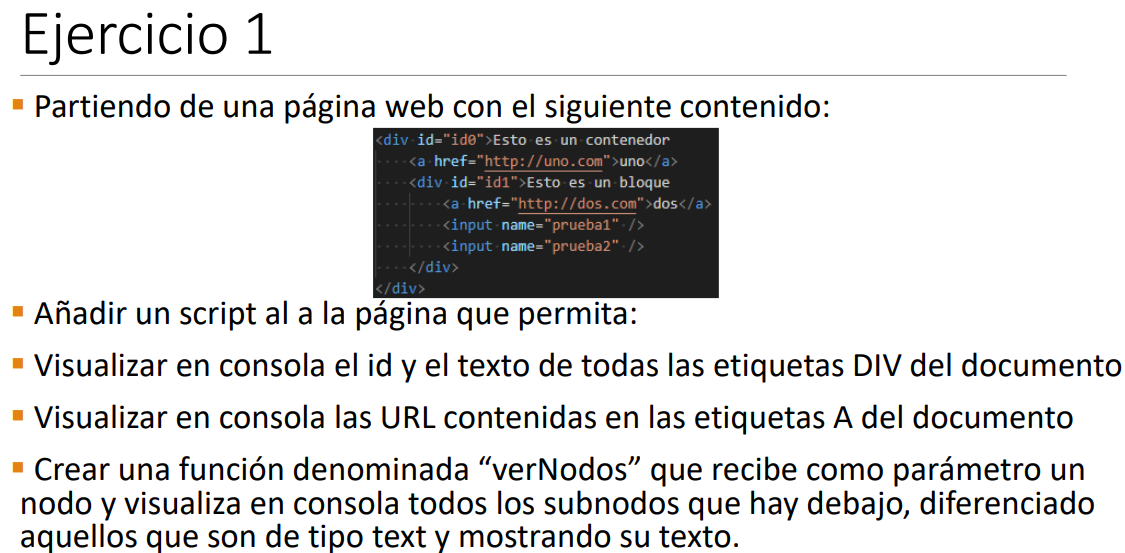 Ejercicio 1
▪ Partiendo de una página web con el siguiente contenido:
<div id="id0">Esto es un contenedor
    <a href="http://uno.com">uno</a>
    <div id="id1">Esto es un bloque
        <a href="http://dos.com">dos</a>
        <input name="prueba1" />
        <input name="prueba2" />
    </div>
</div>
▪ Añadir un script al a la página que permita:
▪ Visualizar en consola el id y el texto de todas las etiquetas DIV del documento
▪ Visualizar en consola las URL contenidas en las etiquetas A del documento
▪ Crear una función denominada “verNodos” que recibe como parámetro un
nodo y visualiza en consola todos los subnodos que hay debajo, diferenciado
aquellos que son de tipo text y mostrando su texto.